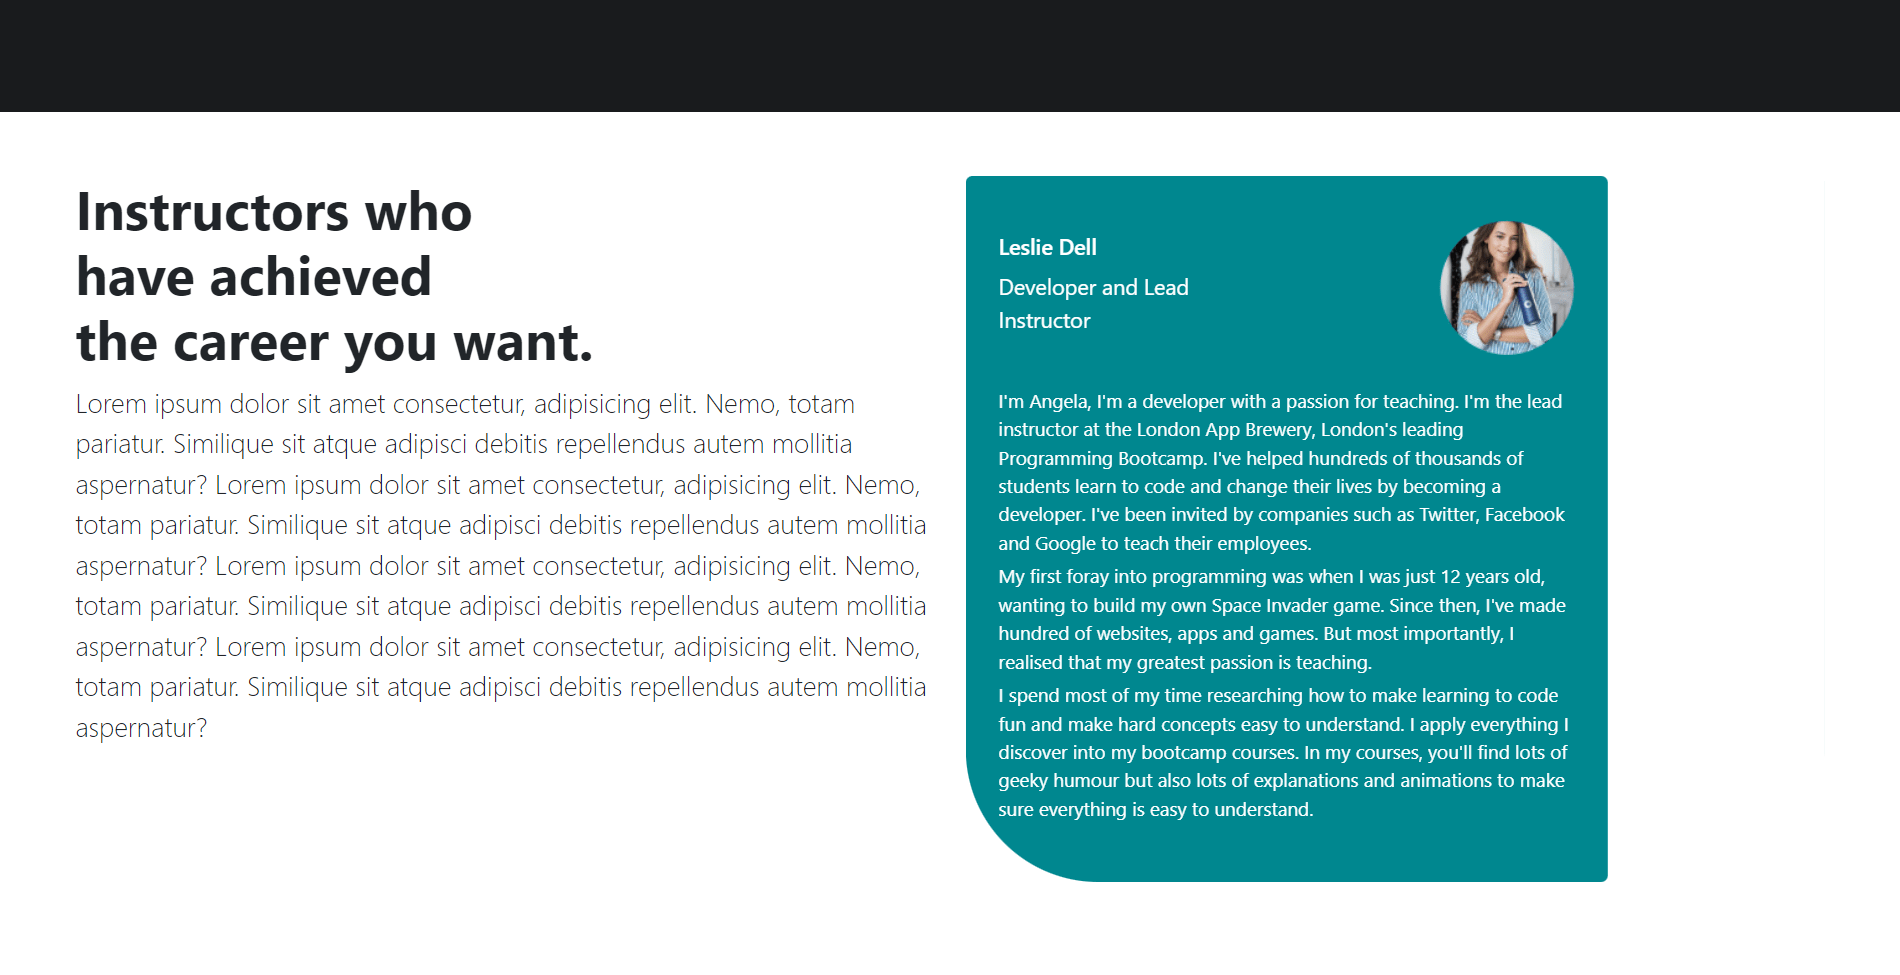 Instructors who
have achieved
the career you want.
Lorem ipsum dolor sit amet consectetur, adipisicing elit. Nemo, totam
pariatur. Similique sit atque adipisci debitis repellendus autem mollitia
aspernatur? Lorem ipsum dolor sit amet consectetur, adipisicing elit. Nemo,
totam pariatur. Similique sit atque adipisci debitis repellendus autem mollitia
aspernatur? Lorem ipsum dolor sit amet consectetur, adipisicing elit. Nemo,
totam pariatur. Similique sit atque adipisci debitis repellendus autem mollitia
aspernatur? Lorem ipsum dolor sit amet consectetur, adipisicing elit. Nemo,
totam pariatur. Similique sit atque adipisci debitis repellendus autem mollitia
aspernatur?
Leslie Dell
Developer and Lead
Instructor
I'm Angela, I'm a developer with a passion for teaching. I'm the lead
instructor at the London App Brewery, London's leading
Programming Bootcamp. I've helped hundreds of thousands of
students learn to code and change their lives by becoming a
developer. I've been invited by companies such as Twitter, Facebook
and Google to teach their employees.
My first foray into programming was when I was just 12 years old,
wanting to build my own Space Invader game. Since then, I've made
hundred of websites, apps and games. But most importantly, I
realised that my greatest passion is teaching.
I spend most of my time researching how to make learning to code
fun and make hard concepts easy to understand. I apply everything I
discover into my bootcamp courses. In my courses, you'll find lots of
geeky humour but also lots of explanations and animations to make
sure everything is easy to understand.